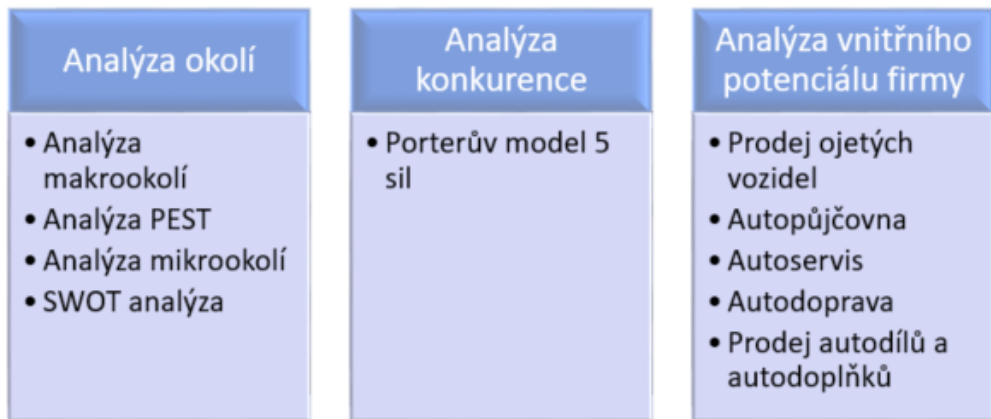 Analýza okolí
• Analýza
makrookolí
• Analýza PEST
• Analýza mikrookolí
• SWOT analýza
Analýza
konkurence
• Porterův model 5
sil
Analýza vnitřního
potenciálu firmy
• Prodej ojetých
vozidel
• Autopůjčovna
• Autoservis
• Autodoprava
• Prodej autodílů a
autodoplňků